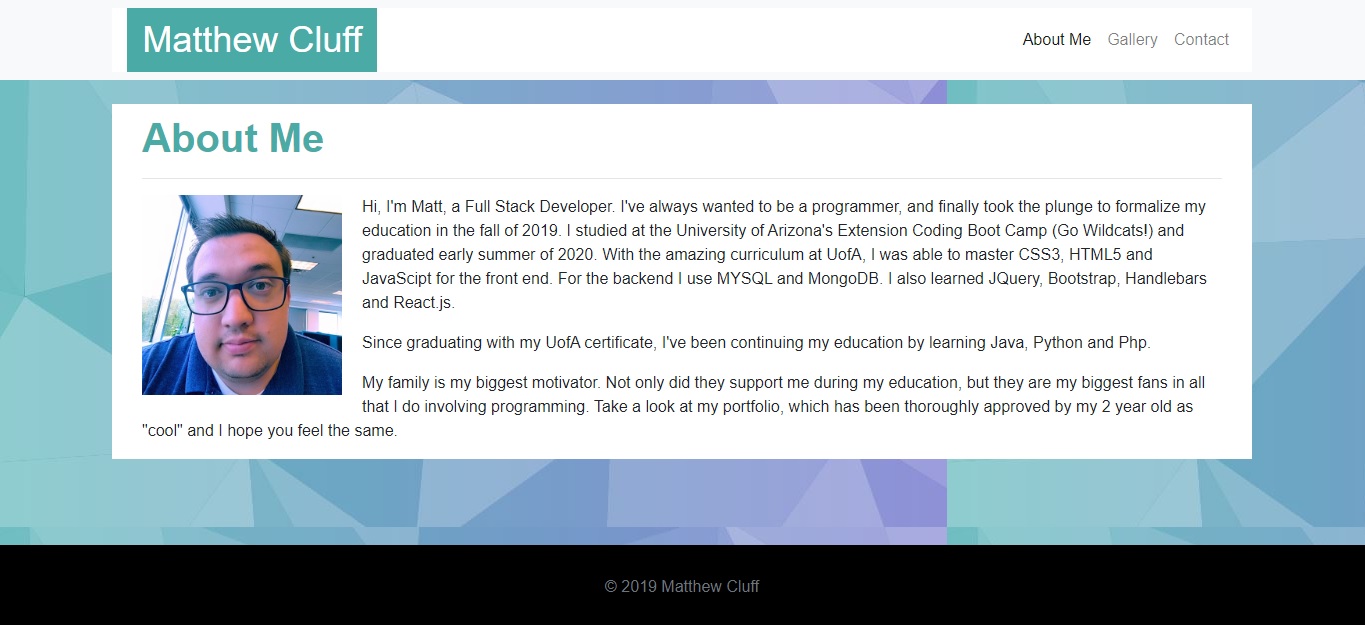 Matthew Cluff
About Me Gallery Contact
About Me
Hi, I'm Matt, a Full Stack Developer. I've always wanted to be a programmer, and finally took the plunge to formalize my
education in the fall of 2019. I studied at the University of Arizona's Extension Coding Boot Camp (Go Wildcats!) and
graduated early summer of 2020. With the amazing curriculum at UofA, I was able to master CSS3, HTML5 and
JavaScipt for the front end. For the backend I use MYSQL and MongoDB. I also learned JQuery, Bootstrap, Handlebars
and React.js.
Since graduating with my UofA certificate, I've been continuing my education by learning Java, Python and Php.
My family is my biggest motivator. Not only did they support me during my education, but they are my biggest fans in all
that I do involving programming. Take a look at my portfolio, which has been thoroughly approved by my 2 year old as
"cool" and I hope you feel the same.
© 2019 Matthew Cluff